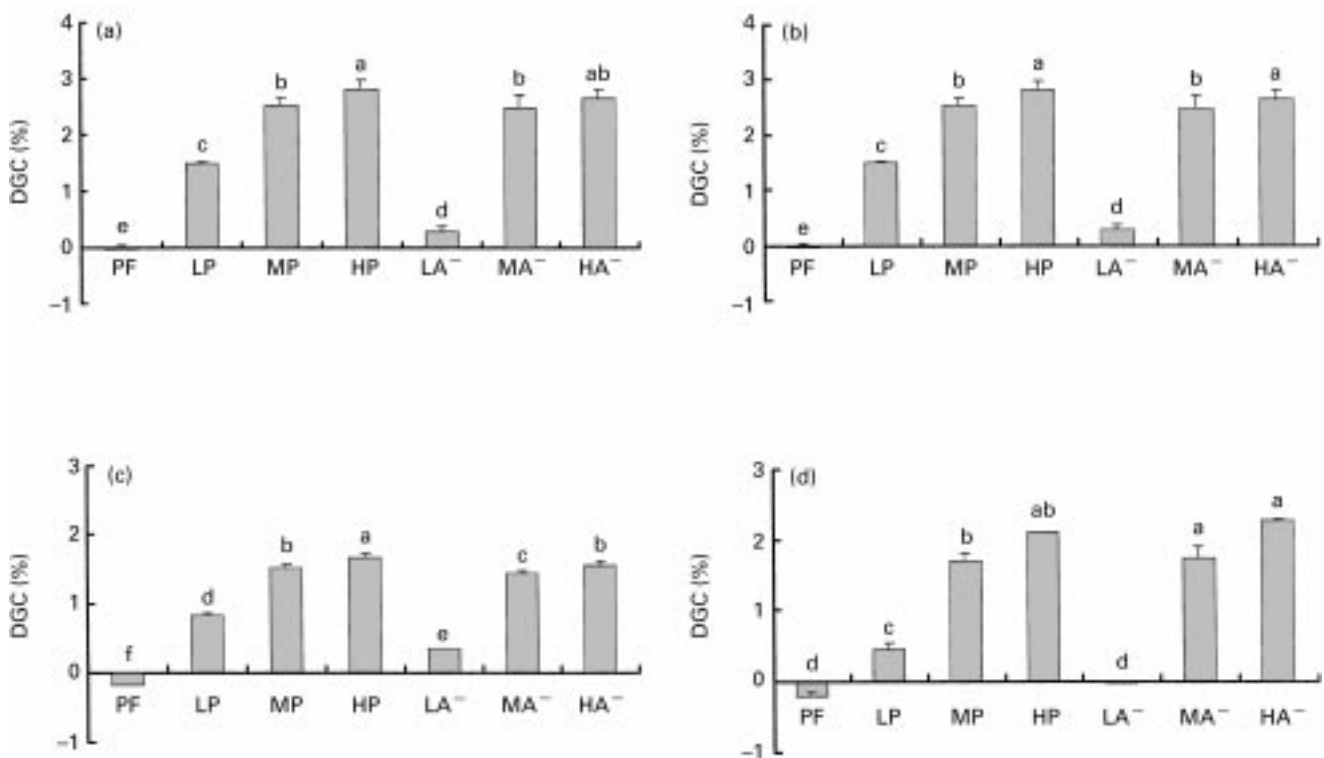 (a)
DGC (%)
4
3
2
1
0
–1
e
c
b
a
d
b
ab
PF LP MP HP LA⁻ MA⁻ HA⁻
(b)
DGC (%)
4
3
2
1
0
–1
e
c
b
a
d
b
a
PF LP MP HP LA⁻ MA⁻ HA⁻
(c)
DGC (%)
3
2
1
0
–1
f
d
b
a
e
c
b
PF LP MP HP LA⁻ MA⁻ HA⁻
(d)
DGC (%)
3
2
1
0
–1
d
c
b
ab
d
a
a
PF LP MP HP LA⁻ MA⁻ HA⁻